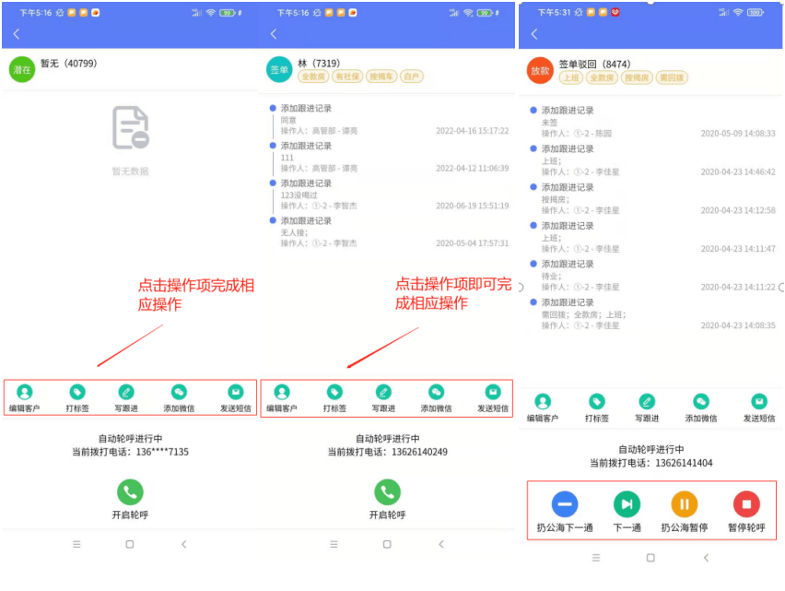 下午5:16
99
潜在
暂无（40799）
暂无数据
点击操作项完成相
应操作
编辑客户
打标签
写跟进
添加微信
发送短信
自动轮呼进行中
当前拨打电话：136****7135
开启轮呼
下午5:16
99
签单
林（7319）
全款房
有社保
按揭车
白户
添加跟进记录
同意
操作人：高管部 - 谭亮
2022-04-16 15:17:22
添加跟进记录
111
操作人：高管部 - 谭亮
2022-04-12 11:06:39
添加跟进记录
123没喝过
操作人：①-2 - 李智杰
2020-06-19 15:51:19
添加跟进记录
无人接；
操作人：①-2 - 李智杰
2020-05-04 17:57:31
点击操作项即可完
成相应操作
编辑客户
打标签
写跟进
添加微信
发送短信
自动轮呼进行中
当前拨打电话：13626140249
开启轮呼
下午5:31
100
放款
签单驳回（8474）
上班
全款房
按揭房
需回拨
添加跟进记录
未签
操作人：①-2 - 陈园
2020-05-09 14:08:33
添加跟进记录
上班；
操作人：①-2 - 李佳星
2020-04-23 14:46:42
添加跟进记录
按揭房；
操作人：①-2 - 李佳星
2020-04-23 14:12:58
添加跟进记录
上班；
操作人：①-2 - 李佳星
2020-04-23 14:11:47
添加跟进记录
待业；
操作人：①-2 - 李佳星
2020-04-23 14:11:22
添加跟进记录
需回拨；全款房；上班；
操作人：①-2 - 李佳星
2020-04-23 14:08:35
编辑客户
打标签
写跟进
添加微信
发送短信
自动轮呼进行中
当前拨打电话：13626141404
扔公海下一通
下一通
扔公海暂停
暂停轮呼